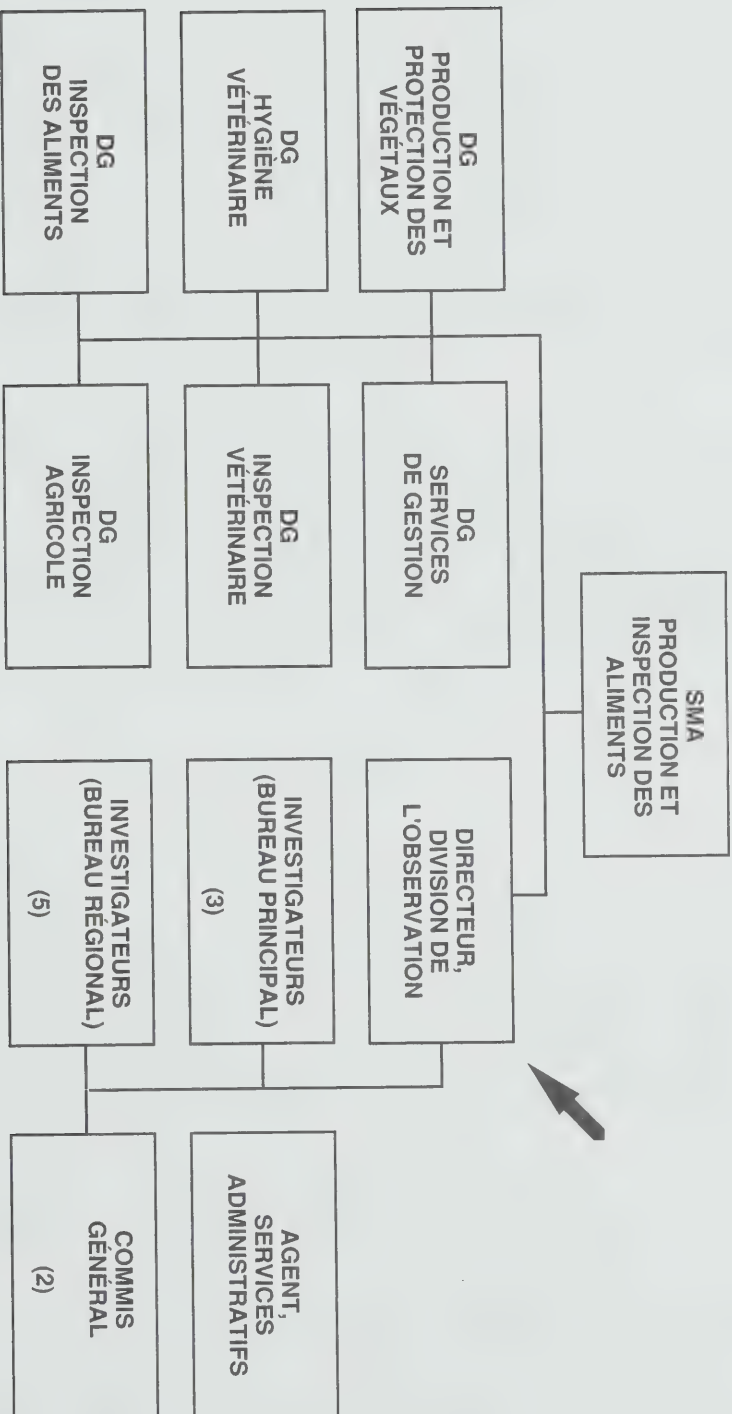 SMA
PRODUCTION ET
INSPECTION DES
ALIMENTS
DG
PRODUCTION ET
PROTECTION DES
VÉGÉTAUX
DG
SERVICES
DE GESTION
DIRECTEUR,
DIVISION DE
L'OBSERVATION
DG
HYGIÈNE
VÉTÉRINAIRE
DG
INSPECTION
VÉTÉRINAIRE
INVESTIGATEURS
(BUREAU PRINCIPAL)
(3)
AGENT,
SERVICES
ADMINISTRATIFS
DG
INSPECTION
DES ALIMENTS
DG
INSPECTION
AGRICOLE
INVESTIGATEURS
(BUREAU RÉGIONAL)
(5)
COMMIS
GÉNÉRAL
(2)